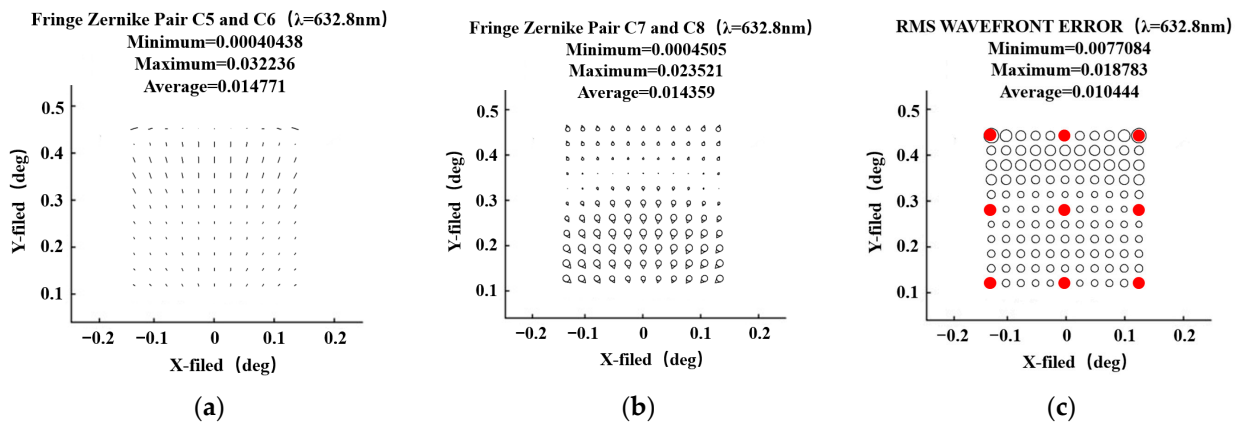 Fringe Zernike Pair C5 and C6（λ=632.8nm）
Minimum=0.00040438
Maximum=0.032236
Average=0.014771
0.5
0.4
0.3
0.2
0.1
Y-filed（deg）
−0.2
−0.1
0
0.1
0.2
X-filed（deg）
(a)
Fringe Zernike Pair C7 and C8（λ=632.8nm）
Minimum=0.0004505
Maximum=0.023521
Average=0.014359
0.5
0.4
0.3
0.2
0.1
Y-filed（deg）
−0.2
−0.1
0
0.1
0.2
X-filed（deg）
(b)
RMS WAVEFRONT ERROR（λ=632.8nm）
Minimum=0.0077084
Maximum=0.018783
Average=0.010444
0.5
0.4
0.3
0.2
0.1
Y-filed（deg）
−0.2
−0.1
0
0.1
0.2
X-filed（deg）
(c)